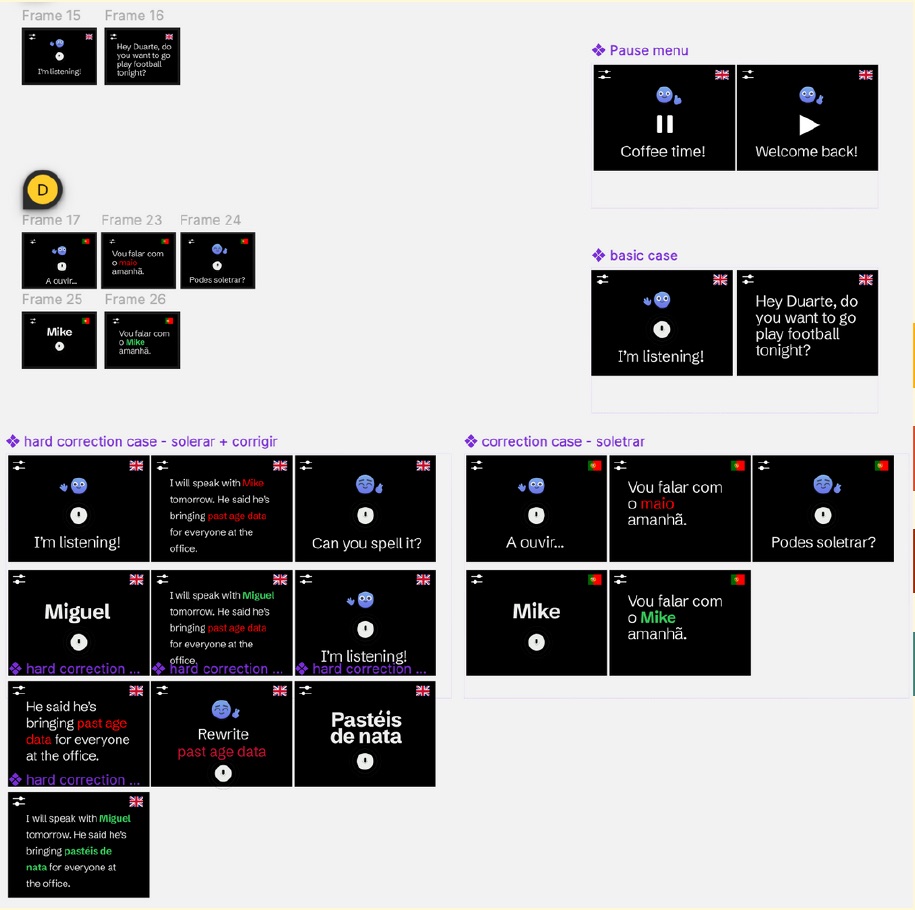 Frame 15
Frame 16
I'm listening!
Hey Duarte, do
you want to go
play football
tonight?
Pause menu
Coffee time!
Welcome back!
D
Frame 17
Frame 23
Frame 24
A ouvir...
Vou falar com
o maio
amanhã.
Podes soletrar?
Frame 25
Frame 26
Mike
Vou falar com
o Mike
amanhã.
basic case
I'm listening!
Hey Duarte, do
you want to go
play football
tonight?
hard correction case - solerar + corrigir
I'm listening!
I will speak with Mike
tomorrow. He said he's
bringing past age data
for everyone at the
office.
Can you spell it?
Miguel
I will speak with Miguel
tomorrow. He said he's
bringing past age data
for everyone at the
office.
I'm listening!
hard correction ...
hard correction ...
hard correction ...
He said he's
bringing past age
data for everyone
at the office.
Rewrite
past age data
Pastéis
de nata
hard correction ...
I will speak with Miguel
tomorrow. He said he's
bringing pastéis de
nata for everyone at
the office.
correction case - soletrar
A ouvir...
Vou falar com
o maio
amanhã.
Podes soletrar?
Mike
Vou falar com
o Mike
amanhã.